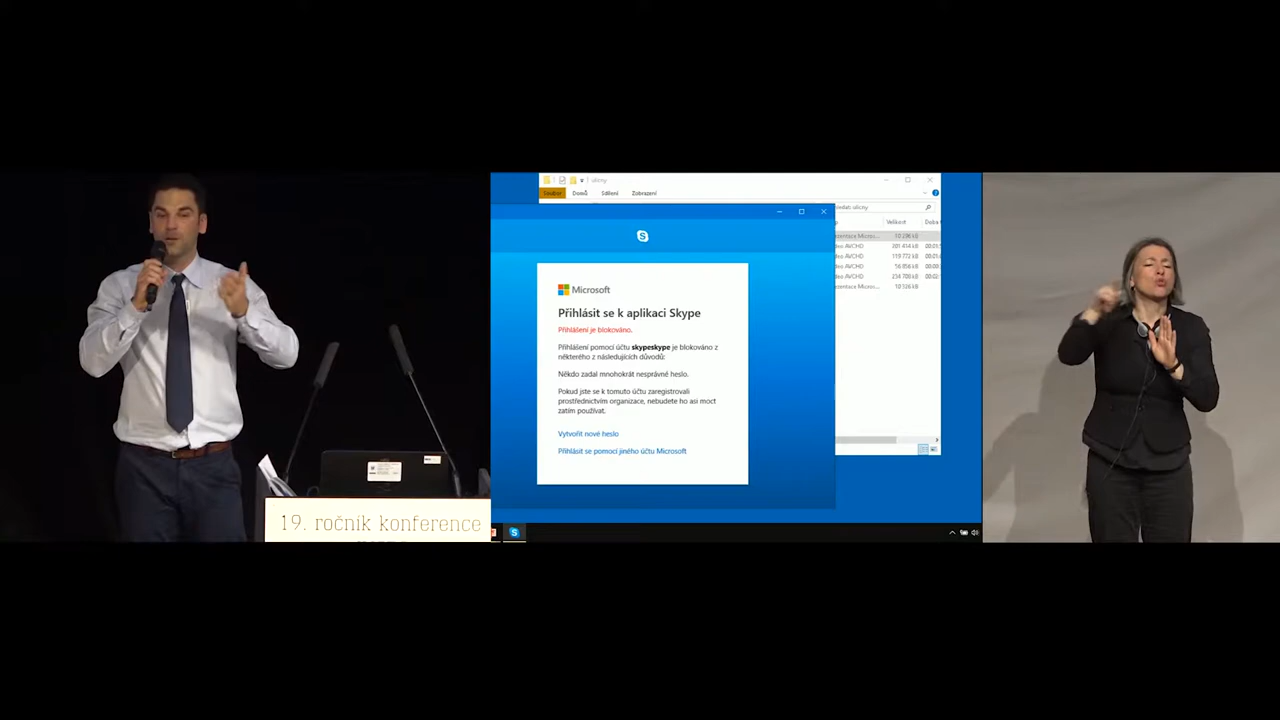 19. ročník konference
ulicny
Soubor
Domů
Sdílení
Zobrazení
Velikost
Microsoft
Přihlásit se k aplikaci Skype
Přihlášení je blokováno.
Přihlášení pomocí účtu skypeskype je blokováno z
některého z následujících důvodů:
Někdo zadal mnohokrát nesprávné heslo.
Pokud jste se k tomuto účtu zaregistrovali
prostřednictvím organizace, nebudete ho asi moct
zatím používat.
Vytvořit nové heslo
Přihlásit se pomocí jiného účtu Microsoft